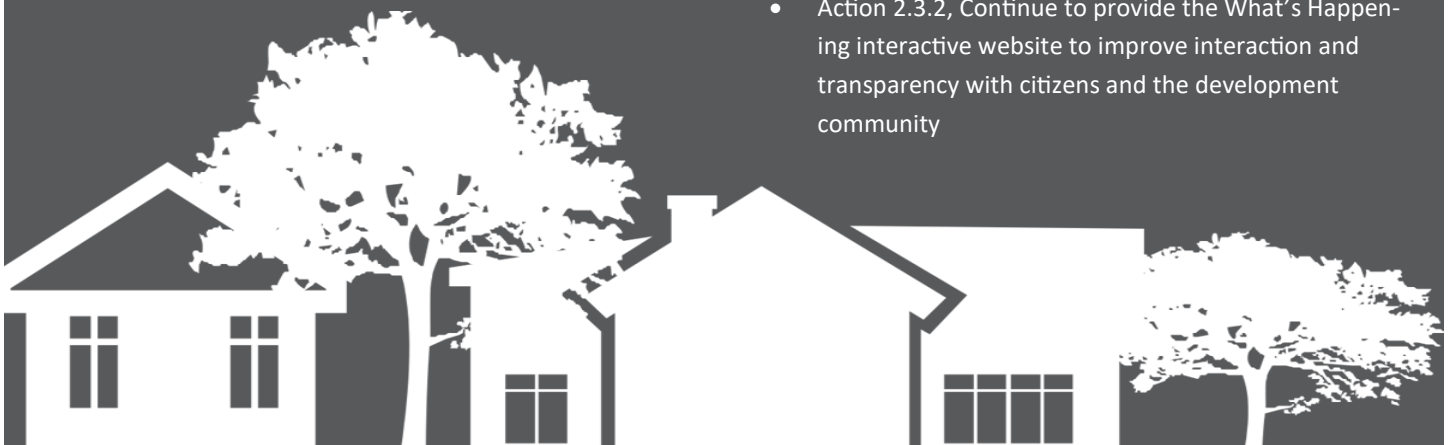 • Action 2.3.2, Continue to provide the What's Happen-
ing interactive website to improve interaction and
transparency with citizens and the development
community